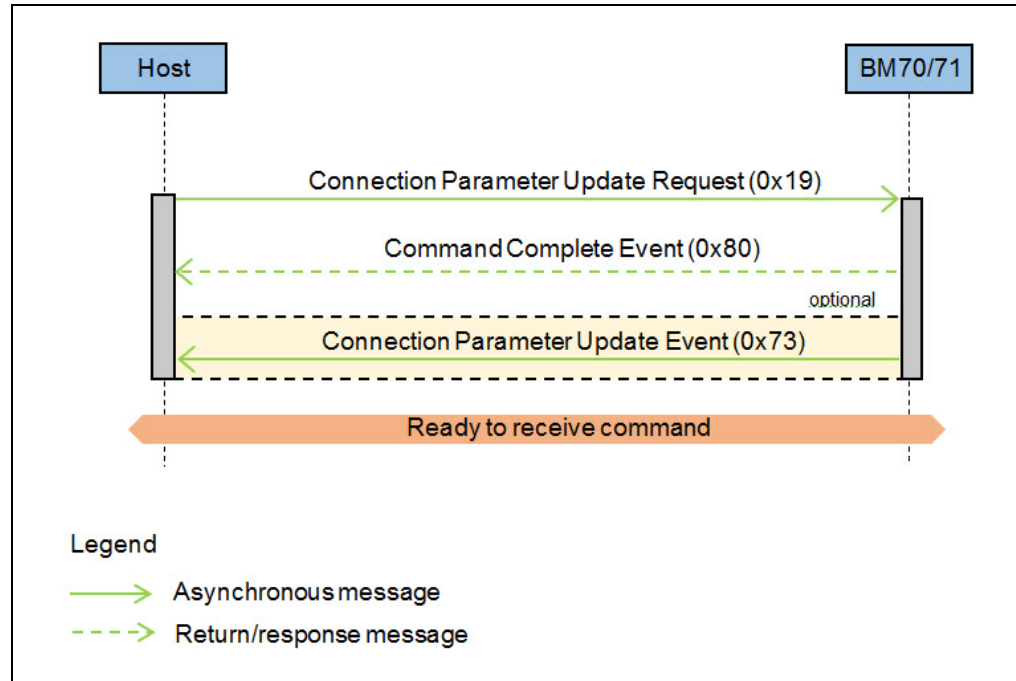 Host
BM70/71
Connection Parameter Update Request (0x19)
Command Complete Event (0x80)
optional
Connection Parameter Update Event (0x73)
Ready to receive command
Legend
Asynchronous message
Return/response message